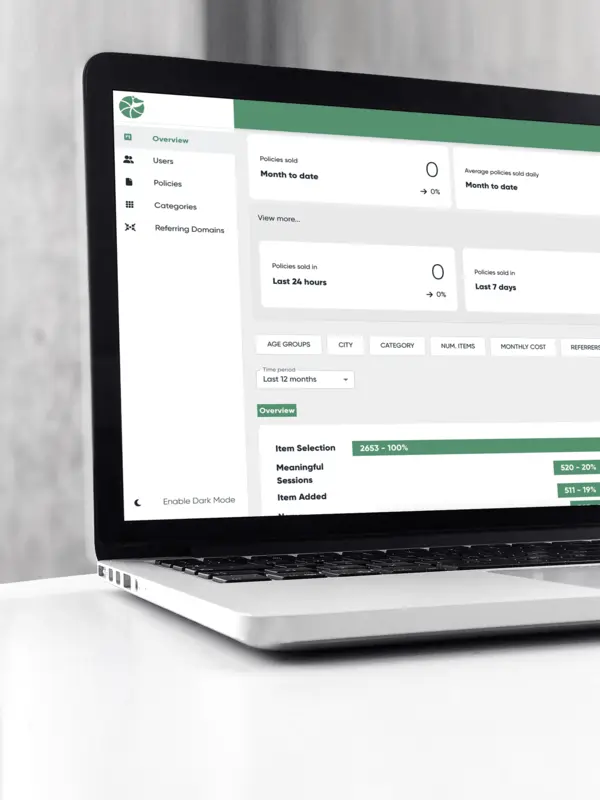 Overview
Users
Policies
Categories
Referring Domains
Enable Dark Mode
Policies sold
Month to date
0
→ 0%
Average policies sold daily
Month to date
View more...
Policies sold in
Last 24 hours
0
→ 0%
Policies sold in
Last 7 days
AGE GROUPS
CITY
CATEGORY
NUM. ITEMS
MONTHLY COST
REFERRERS
Time period
Last 12 months
Overview
Item Selection
2653 - 100%
Meaningful
Sessions
520 - 20%
Item Added
511 - 19%